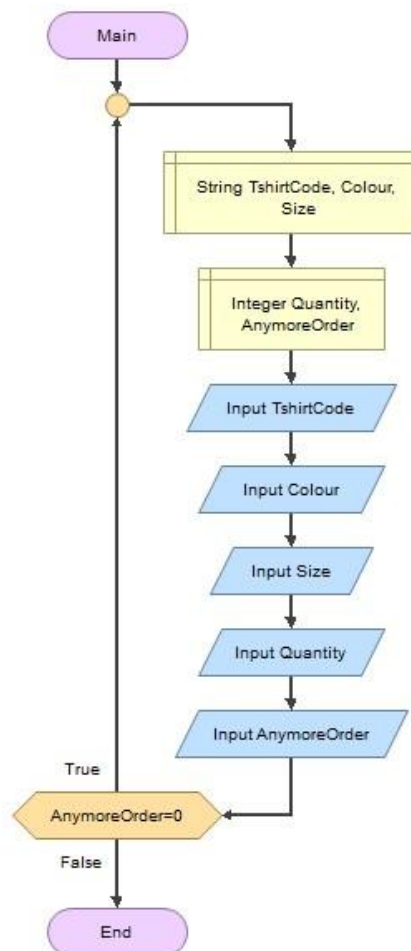 Main
String TshirtCode, Colour,
Size
Integer Quantity,
AnymoreOrder
Input TshirtCode
Input Colour
Input Size
Input Quantity
Input AnymoreOrder
True
AnymoreOrder=0
False
End